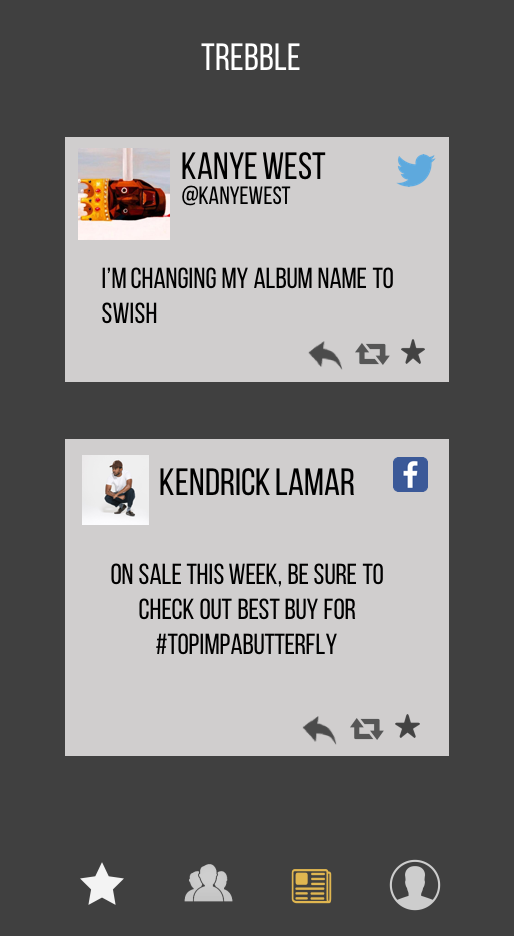 TREBBLE
KANYE WEST
@KANYEWEST
I'M CHANGING MY ALBUM NAME TO
SWISH
KENDRICK LAMAR
ON SALE THIS WEEK, BE SURE TO
CHECK OUT BEST BUY FOR
#TOPIMPABUTTERFLY